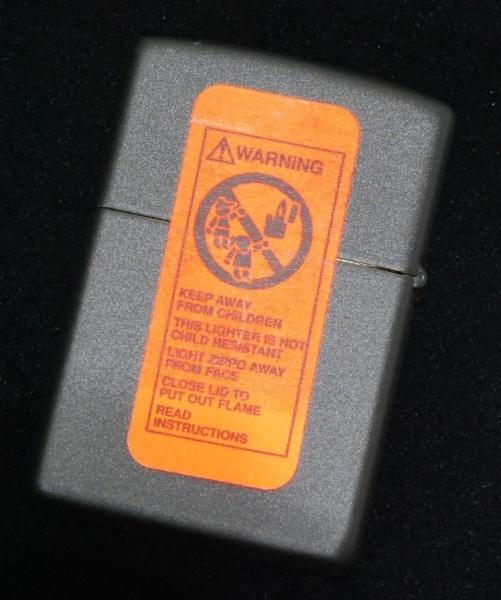 WARNING
KEEP AWAY
FROM CHILDREN
THIS LIGHTER IS NOT
CHILD RESISTANT
LIGHT ZIPPO AWAY
FROM FACE
CLOSE LID TO
PUT OUT FLAME
READ
INSTRUCTIONS